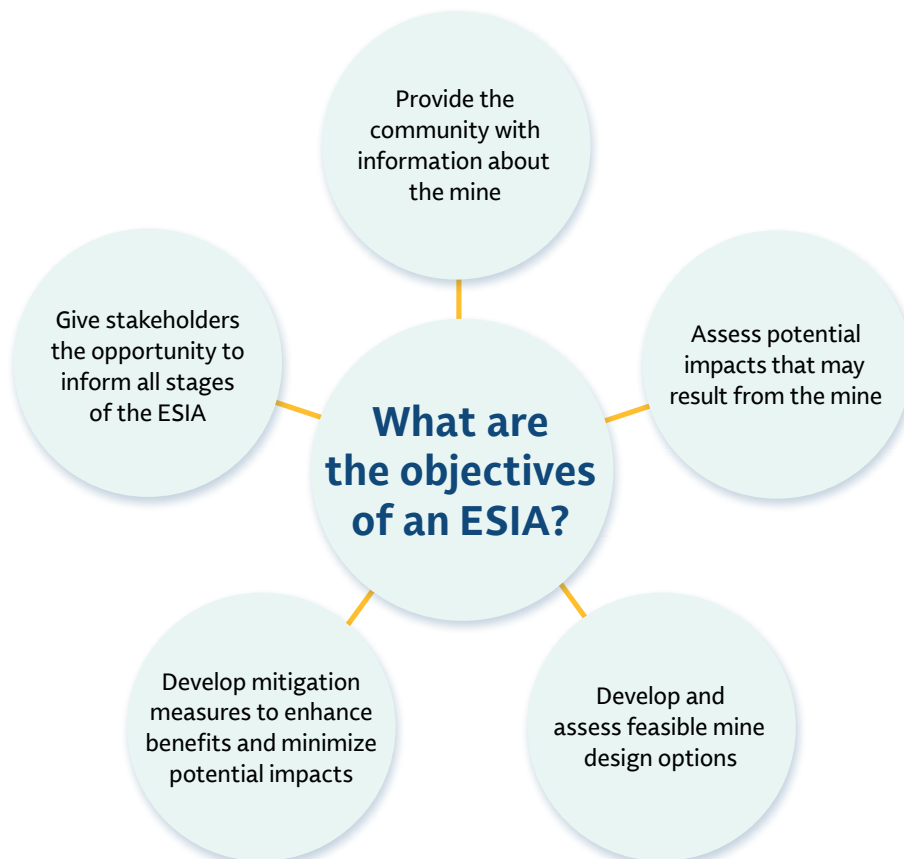 Provide the
community with
information about
the mine
Give stakeholders
the opportunity to
inform all stages
of the ESIA
Assess potential
impacts that may
result from the mine
What are
the objectives
of an ESIA?
Develop mitigation
measures to enhance
benefits and minimize
potential impacts
Develop and
assess feasible mine
design options